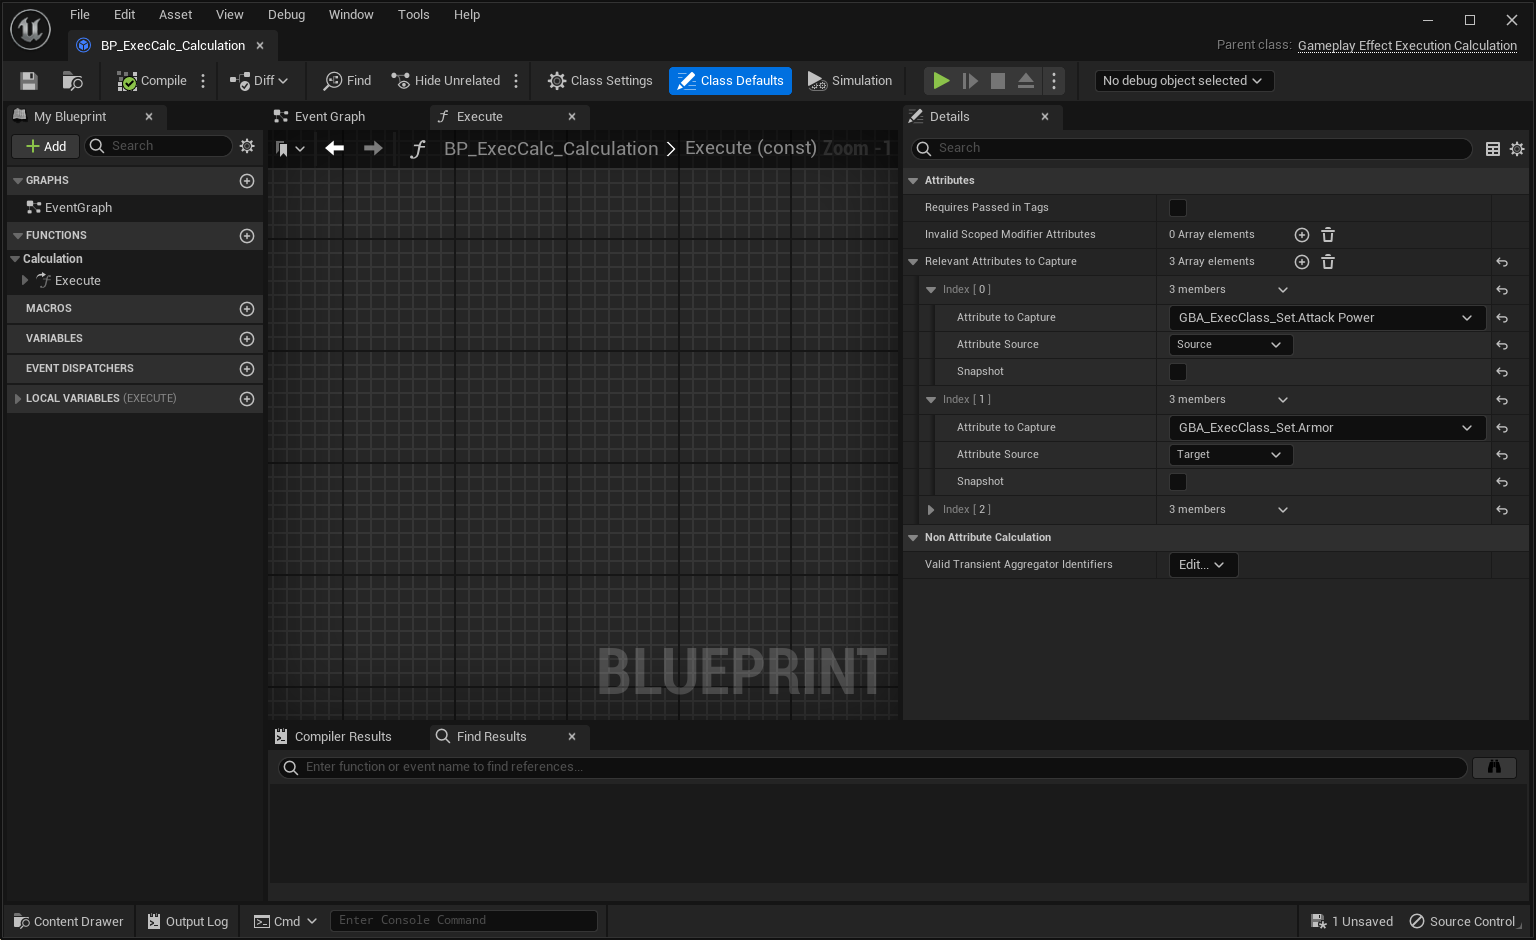 File Edit Asset View Debug Window Tools Help
BP_ExecCalc_Calculation
Parent class: Gameplay Effect Execution Calculation
Compile Diff Find Hide Unrelated Class Settings Class Defaults Simulation No debug object selected
My Blueprint
Add Search
GRAPHS
EventGraph
FUNCTIONS
Calculation
Execute
MACROS
VARIABLES
EVENT DISPATCHERS
LOCAL VARIABLES (EXECUTE)
Event Graph Execute
BP_ExecCalc_Calculation > Execute (const) Zoom -1
BLUEPRINT
Details
Search
Attributes
Requires Passed in Tags
Invalid Scoped Modifier Attributes 0 Array elements
Relevant Attributes to Capture 3 Array elements
Index [ 0 ] 3 members
Attribute to Capture GBA_ExecClass_Set.Attack Power
Attribute Source Source
Snapshot
Index [ 1 ] 3 members
Attribute to Capture GBA_ExecClass_Set.Armor
Attribute Source Target
Snapshot
Index [ 2 ] 3 members
Non Attribute Calculation
Valid Transient Aggregator Identifiers Edit...
Compiler Results Find Results
Enter function or event name to find references...
Content Drawer Output Log Cmd Enter Console Command 1 Unsaved Source Control